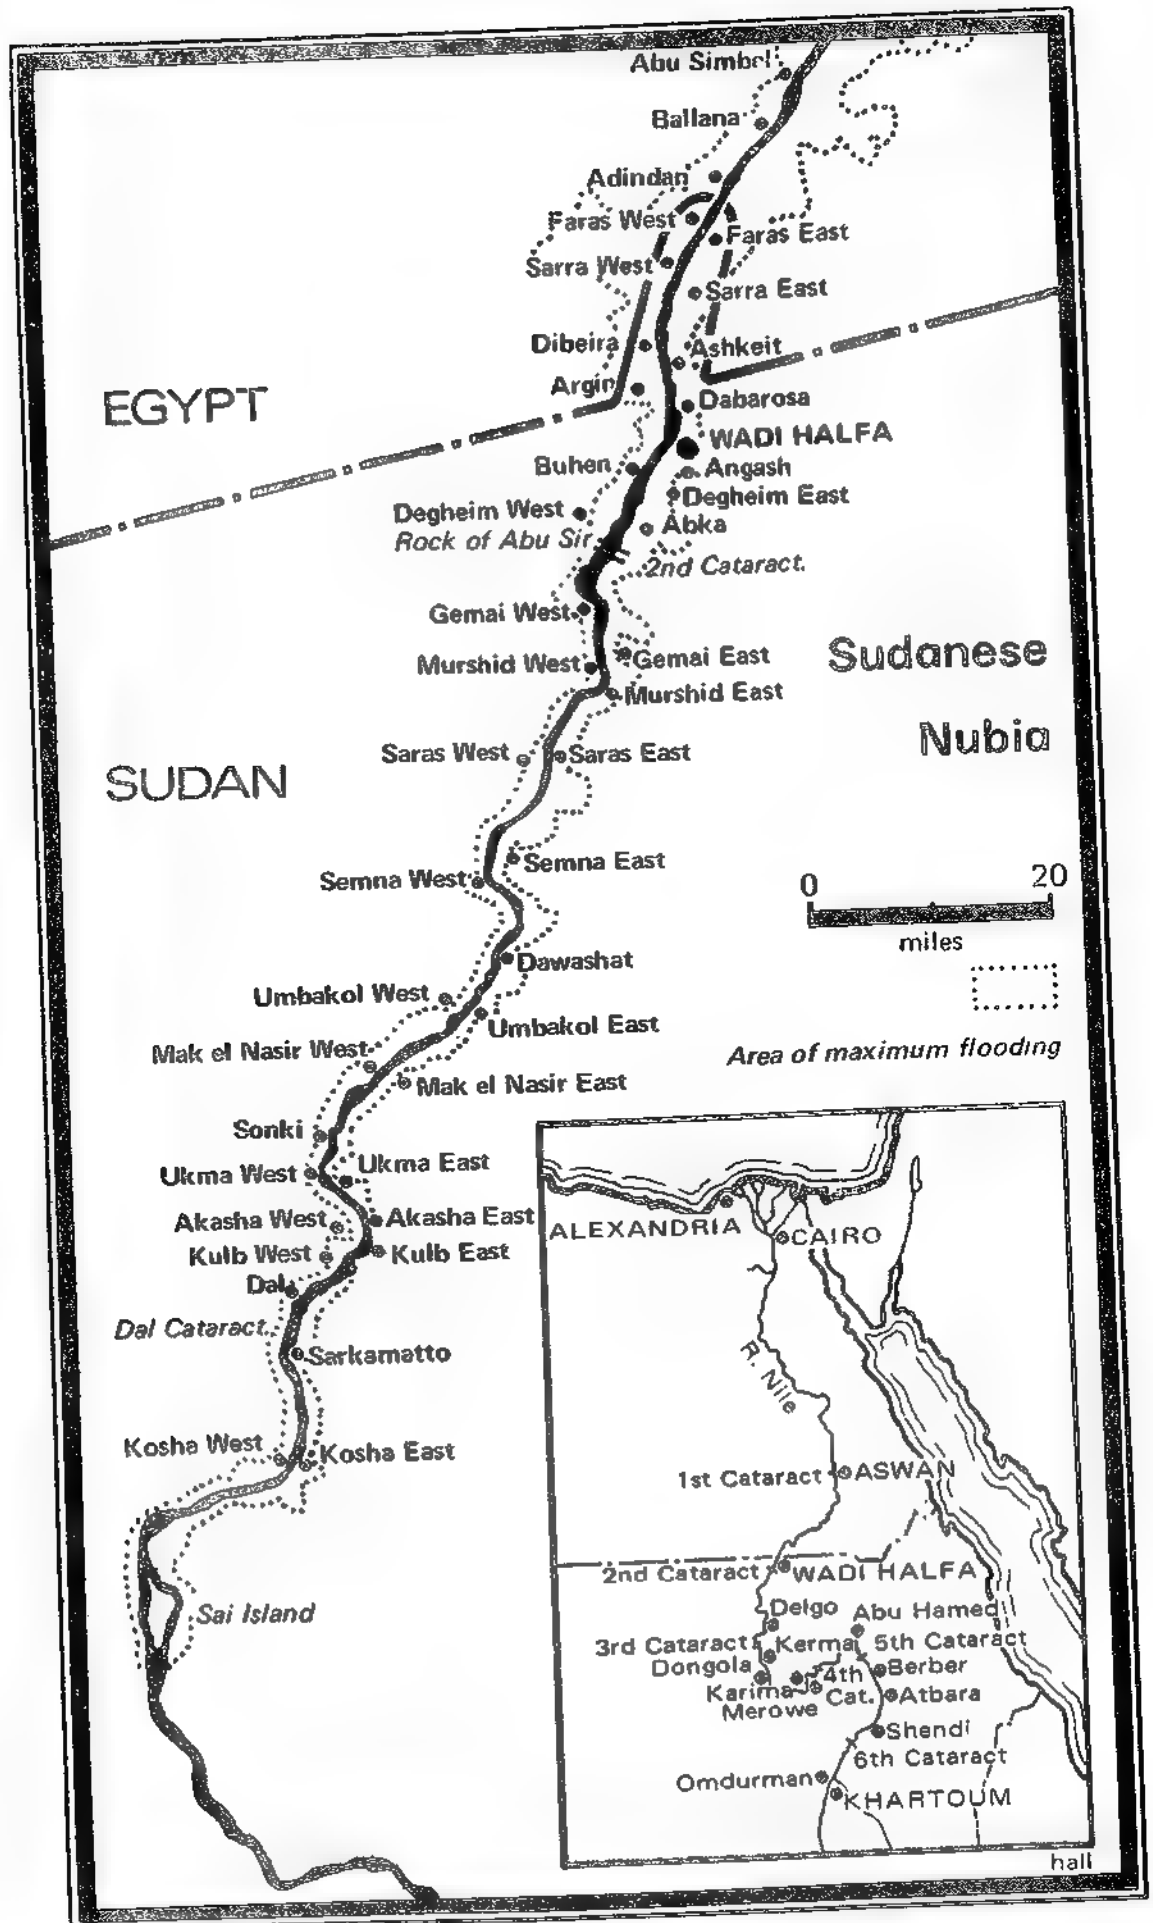 Abu Simbel
Ballana
Adindan
Faras West
Faras East
Sarra West
Sarra East
Dibeira
Ashkeit
Argin
Dabarosa
EGYPT
WADI HALFA
Buhen
Angash
Degheim East
Degheim West
Abka
Rock of Abu Sir
2nd Cataract.
Gemai West
Gemai East
Murshid West
Murshid East
Sudanese
Nubia
Saras West
Saras East
SUDAN
Semna East
Semna West
0 20
miles
Dawashat
Umbakol West
Umbakol East
Area of maximum flooding
Mak el Nasir West
Mak el Nasir East
Sonki
Ukma East
Ukma West
Akasha West
Akasha East
Kulb West
Kulb East
Dal
Dal Cataract.
Sarkamatto
Kosha West
Kosha East
Sai Island
ALEXANDRIA
CAIRO
R. Nile
1st Cataract
ASWAN
2nd Cataract
WADI HALFA
Delgo
Abu Hamed
3rd Cataract
Kerma
5th Cataract
Dongola
4th
Cat.
Berber
Karima
Merowe
Atbara
Shendi
6th Cataract
Omdurman
KHARTOUM
hall